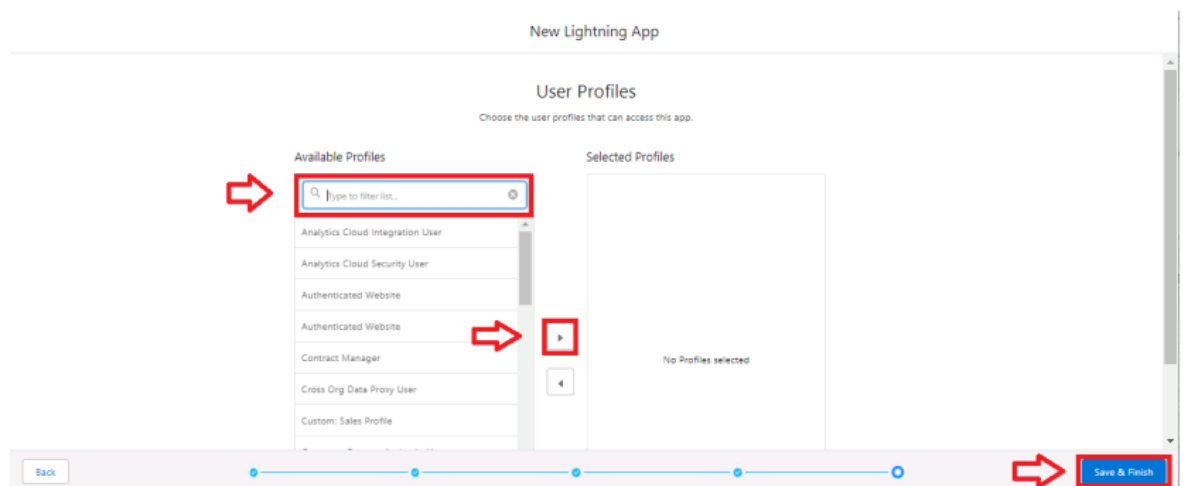 New Lightning App
User Profiles
Choose the user profiles that can access this app.
Available Profiles
Selected Profiles
Type to filter list...
Analytics Cloud Integration User
Analytics Cloud Security User
Authenticated Website
Authenticated Website
Contract Manager
Cross Org Data Proxy User
Custom: Sales Profile
No Profiles selected
Back
Save & Finish